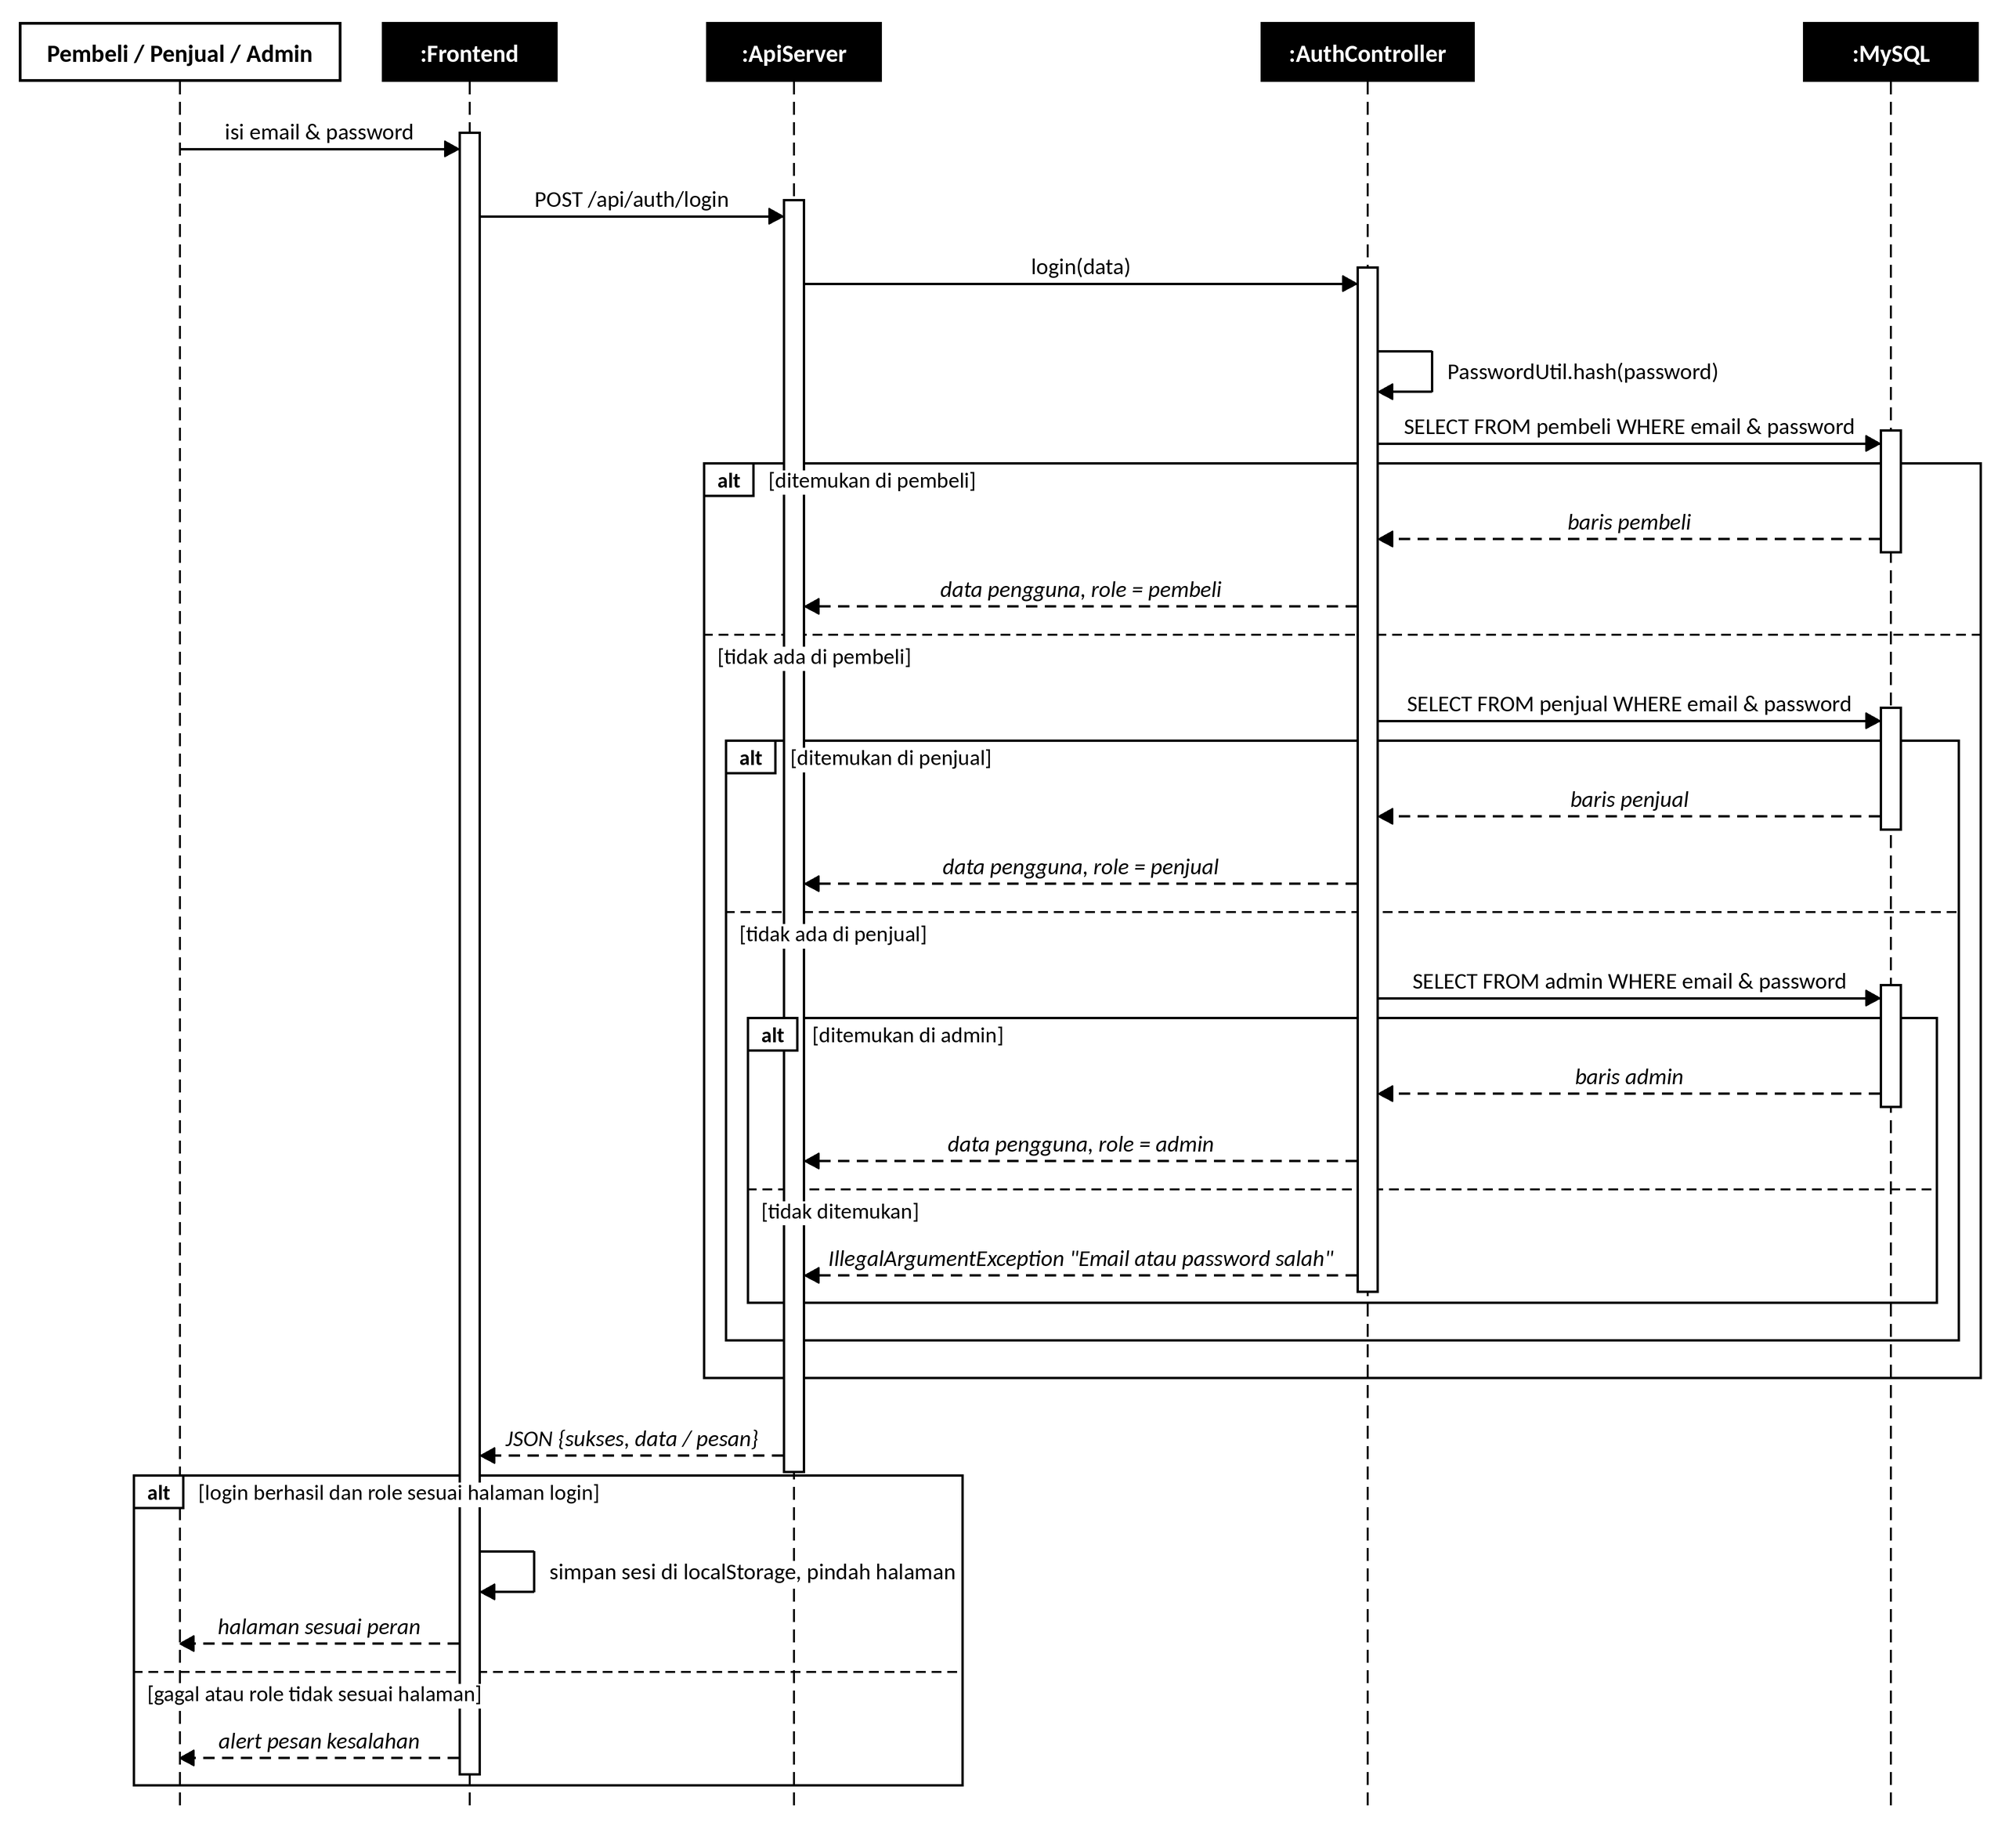 Pembeli / Penjual / Admin
:Frontend
:ApiServer
:AuthController
:MySQL
isi email & password
POST /api/auth/login
login(data)
PasswordUtil.hash(password)
SELECT FROM pembeli WHERE email & password
alt
[ditemukan di pembeli]
baris pembeli
data pengguna, role = pembeli
[tidak ada di pembeli]
SELECT FROM penjual WHERE email & password
alt
[ditemukan di penjual]
baris penjual
data pengguna, role = penjual
[tidak ada di penjual]
SELECT FROM admin WHERE email & password
alt
[ditemukan di admin]
baris admin
data pengguna, role = admin
[tidak ditemukan]
IllegalArgumentException "Email atau password salah"
JSON {sukses, data / pesan}
alt
[login berhasil dan role sesuai halaman login]
simpan sesi di localStorage, pindah halaman
halaman sesuai peran
[gagal atau role tidak sesuai halaman]
alert pesan kesalahan